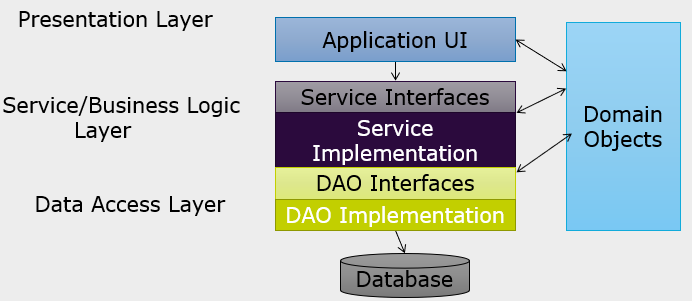 Presentation Layer
Application UI
Service/Business Logic
Layer
Service Interfaces
Service
Implementation
Domain
Objects
Data Access Layer
DAO Interfaces
DAO Implementation
Database